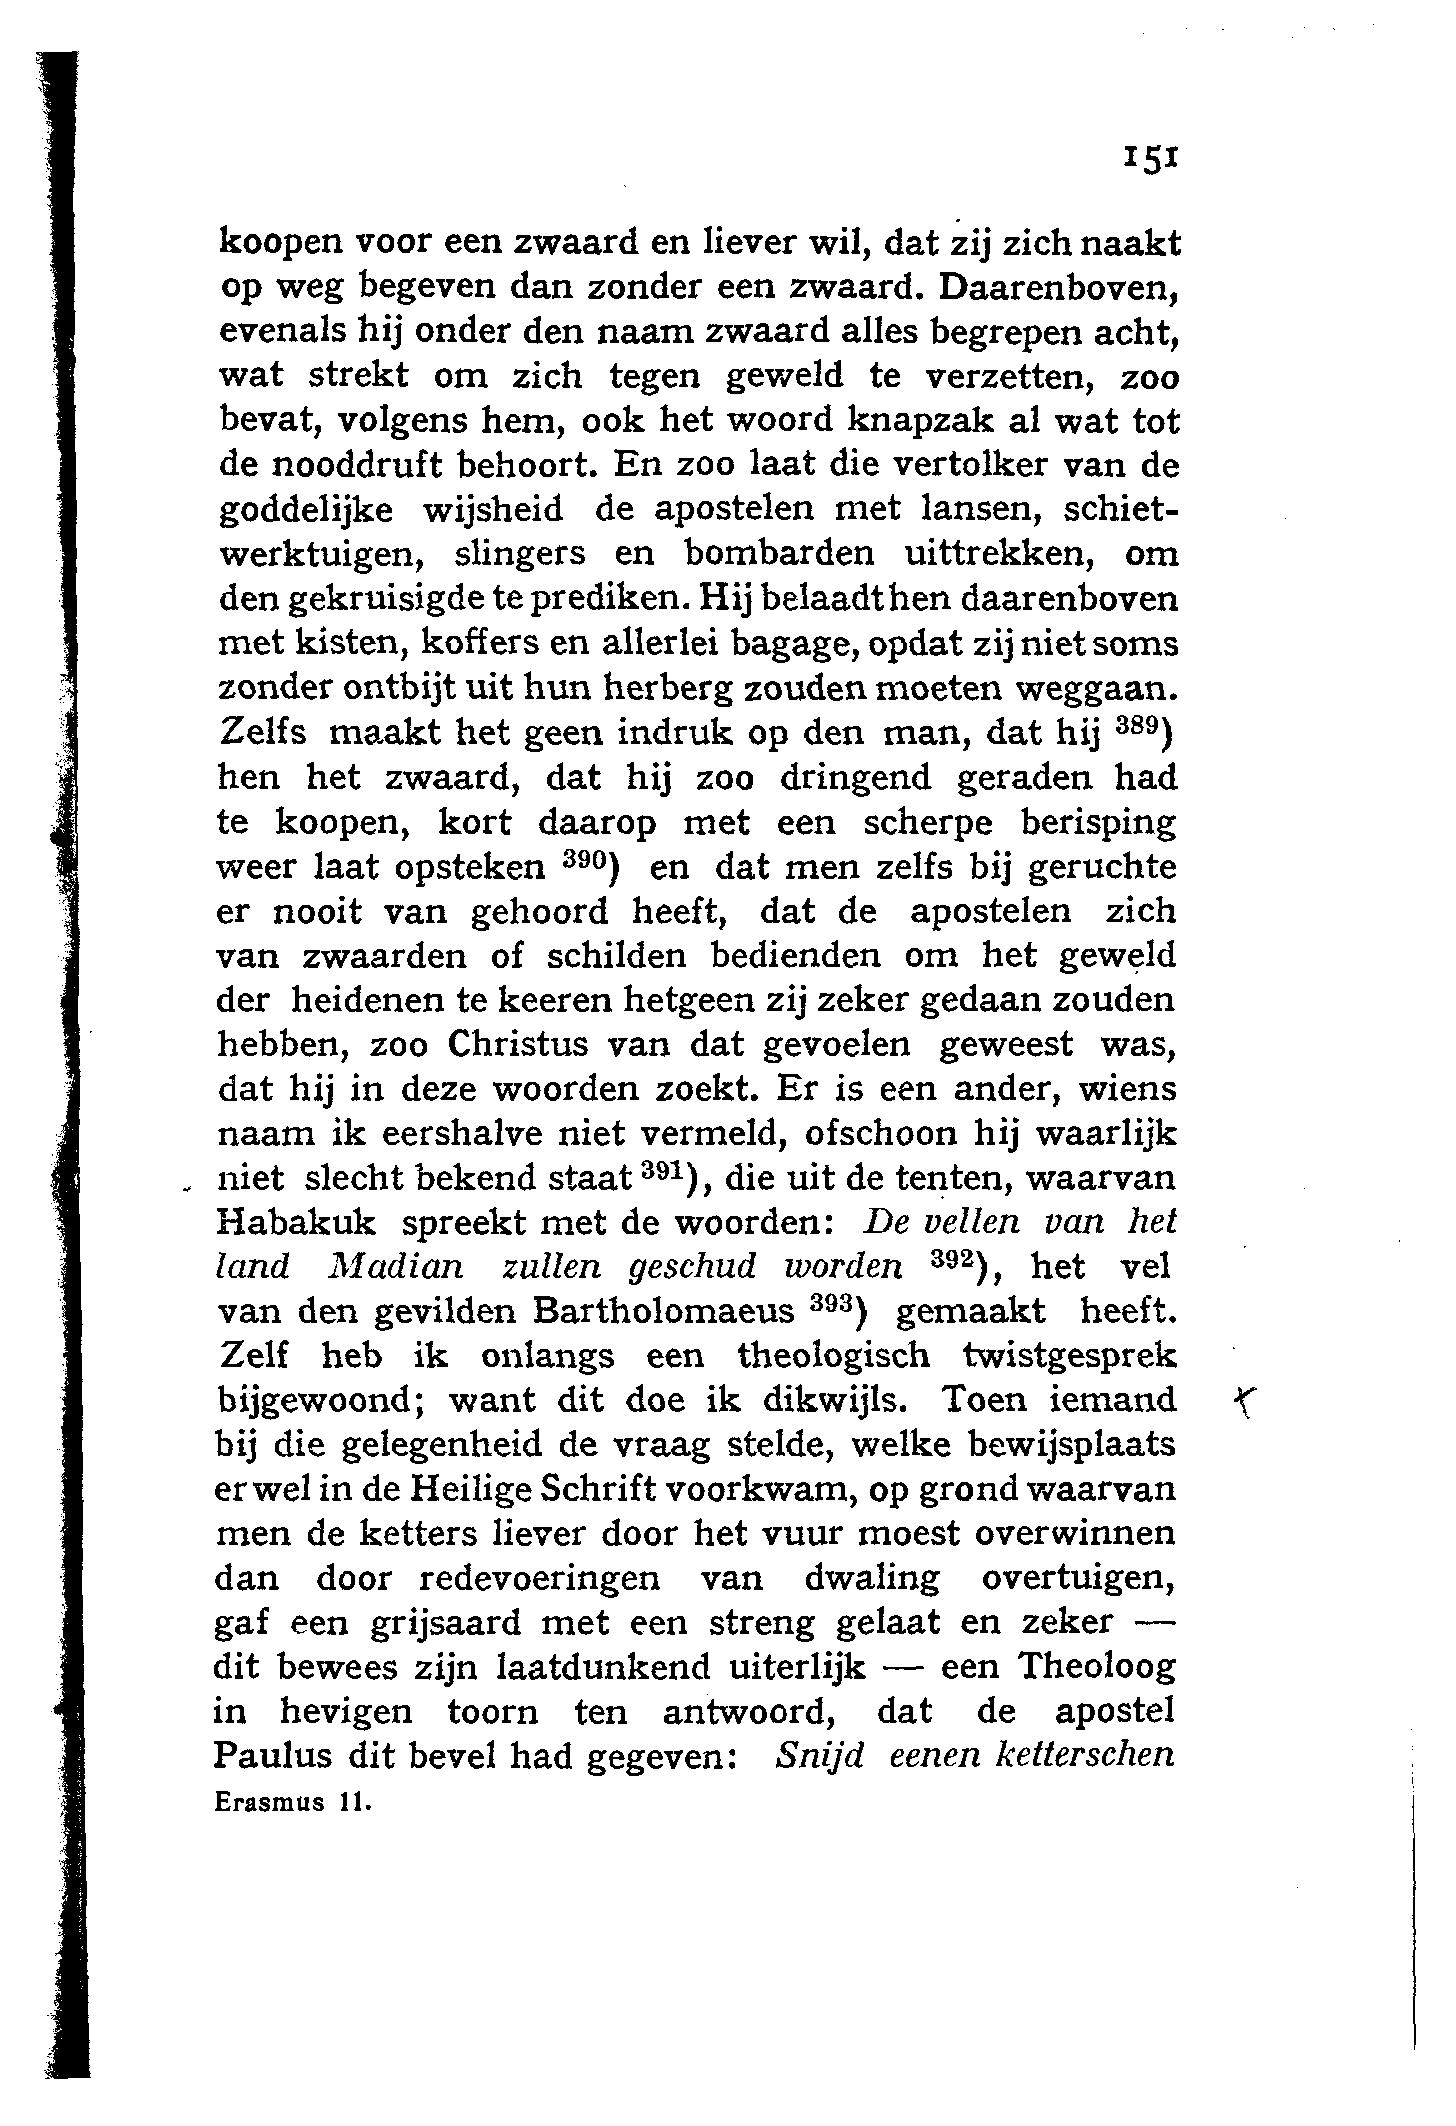 151
koopen voor een zwaard en liever wil, dat zij zich naakt
op weg begeven dan zonder een zwaard. Daarenboven,
evenals hij onder den naam zwaard alles begrepen acht,
wat strekt om zich tegen geweld te verzetten, zoo
bevat, volgens hem, ook het woord knapzak al wat tot
de nooddruft behoort. En zoo laat die vertolker van de
goddelijke wijsheid de apostelen met lansen, schiet-
werktuigen, slingers en bombarden uittrekken, om
den gekruisigde te prediken. Hij belaadt hen daarenboven
met kisten, koffers en allerlei bagage, opdat zij niet soms
zonder ontbijt uit hun herberg zouden moeten weggaan.
Zelfs maakt het geen indruk op den man, dat hij ³⁸⁹)
hen het zwaard, dat hij zoo dringend geraden had
te koopen, kort daarop met een scherpe berisping
weer laat opsteken ³⁹⁰) en dat men zelfs bij geruchte
er nooit van gehoord heeft, dat de apostelen zich
van zwaarden of schilden bedienden om het geweld
der heidenen te keeren hetgeen zij zeker gedaan zouden
hebben, zoo Christus van dat gevoelen geweest was,
dat hij in deze woorden zoekt. Er is een ander, wiens
naam ik eershalve niet vermeld, ofschoon hij waarlijk
niet slecht bekend staat ³⁹¹), die uit de tenten, waarvan
Habakuk spreekt met de woorden: De vellen van het
land Madian zullen geschud worden ³⁹²), het vel
van den gevilden Bartholomaeus ³⁹³) gemaakt heeft.
Zelf heb ik onlangs een theologisch twistgesprek
bijgewoond; want dit doe ik dikwijls. Toen iemand
bij die gelegenheid de vraag stelde, welke bewijsplaats
er wel in de Heilige Schrift voorkwam, op grond waarvan
men de ketters liever door het vuur moest overwinnen
dan door redevoeringen van dwaling overtuigen,
gaf een grijsaard met een streng gelaat en zeker —
dit bewees zijn laatdunkend uiterlijk — een Theoloog
in hevigen toorn ten antwoord, dat de apostel
Paulus dit bevel had gegeven: Snijd eenen ketterschen
Erasmus 11.